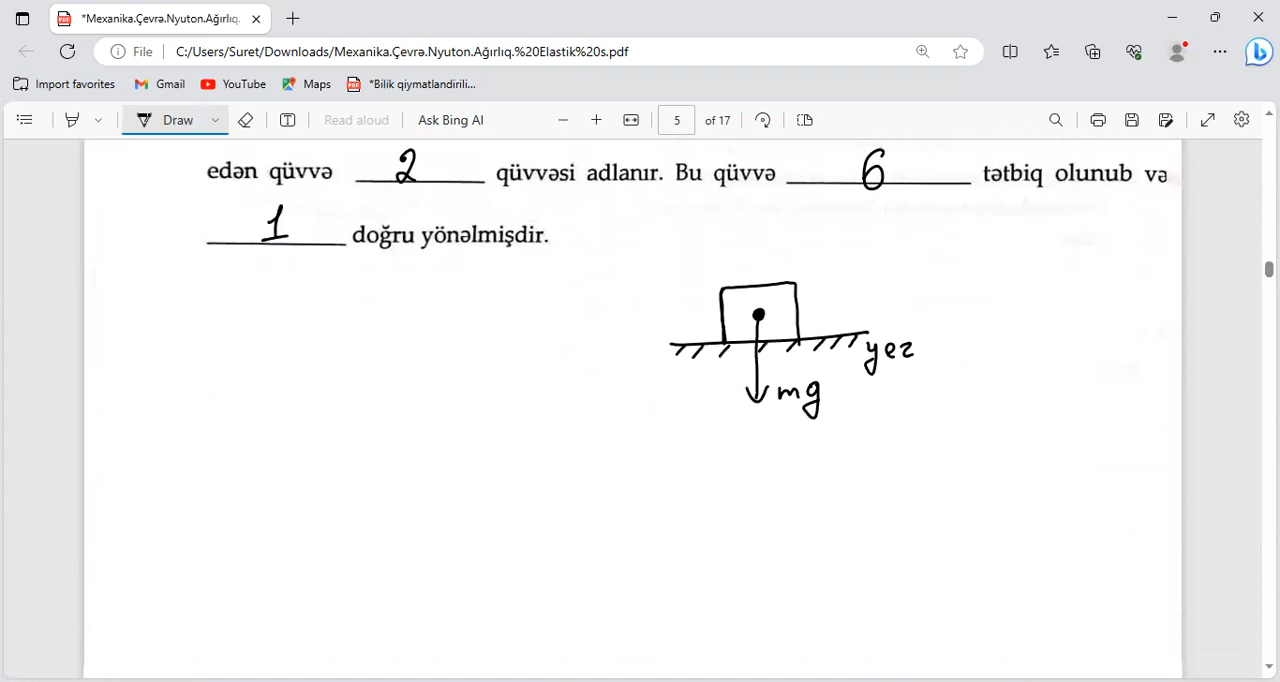 *Mexanika.Çevrə.Nyuton.Ağırlıq.
File C:/Users/Suret/Downloads/Mexanika.Çevrə.Nyuton.Ağırlıq.%20Elastik%20s.pdf
Import favorites Gmail YouTube Maps *Bilik qiymatlandirili...
Draw Read aloud Ask Bing AI 5 of 17
edən qüvvə 2 qüvvəsi adlanır. Bu qüvvə 6 tətbiq olunub və
1 doğru yönəlmişdir.
yer
mg